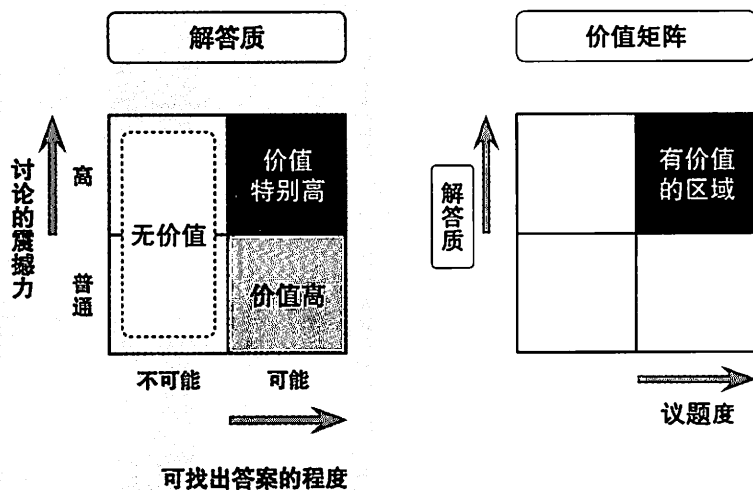 解答质
讨论的震撼力
高
普通
无价值
价值
特别高
价值高
不可能
可能
可找出答案的程度
价值矩阵
解答质
有价值
的区域
议题度